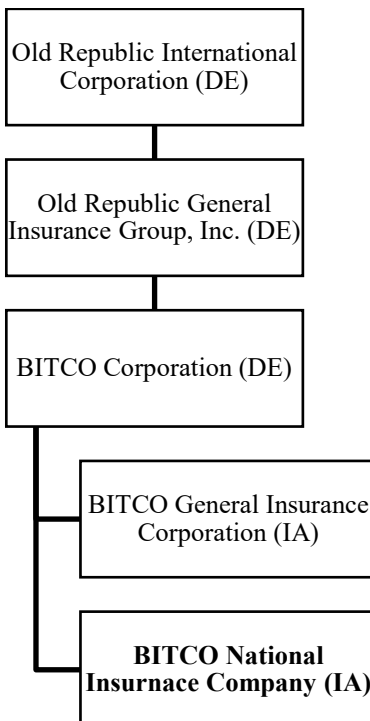 Old Republic International
Corporation (DE)
Old Republic General
Insurance Group, Inc. (DE)
BITCO Corporation (DE)
BITCO General Insurance
Corporation (IA)
BITCO National
Insurnace Company (IA)